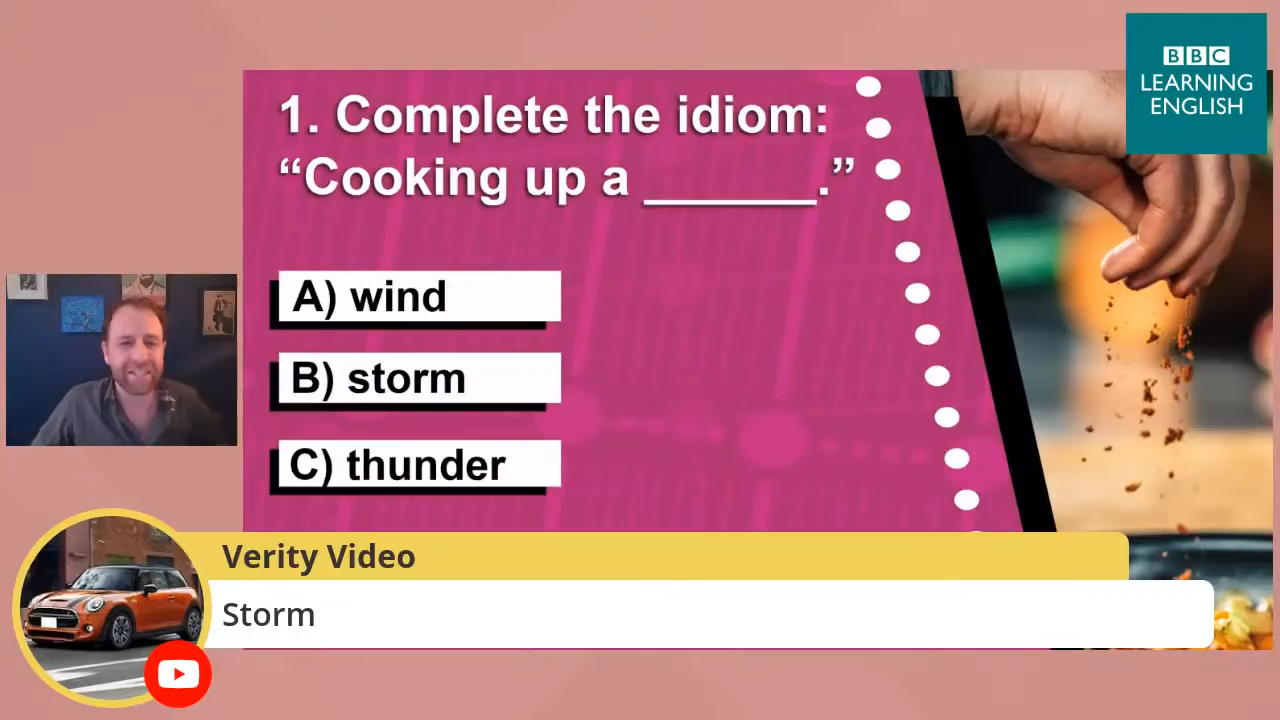 BBC
LEARNING
ENGLISH
1. Complete the idiom:
“Cooking up a _______.”
A) wind
B) storm
C) thunder
Verity Video
Storm